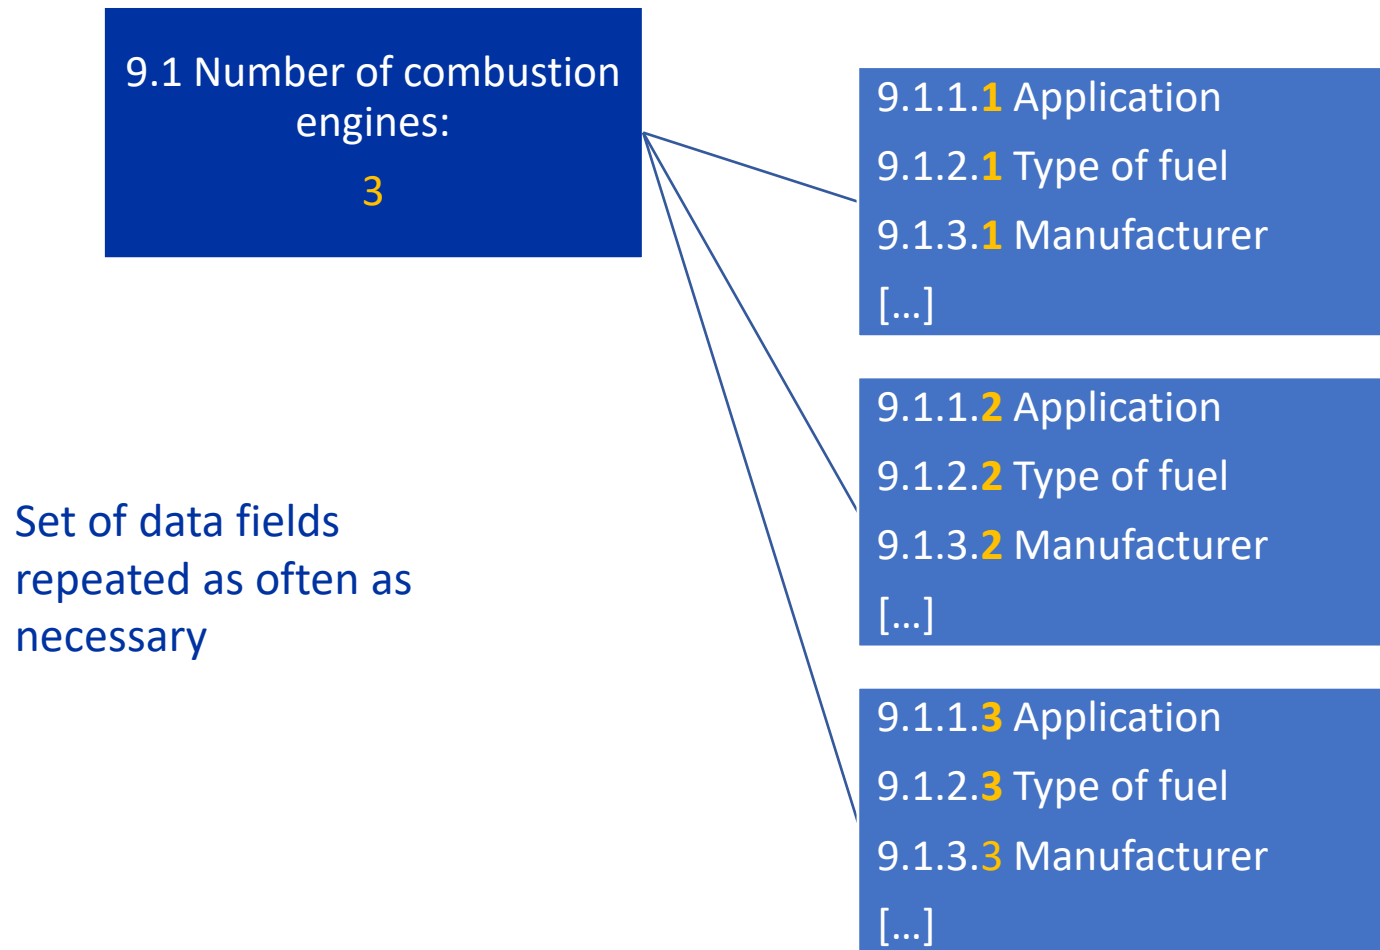 9.1 Number of combustion
engines:
3
9.1.1.1 Application
9.1.2.1 Type of fuel
9.1.3.1 Manufacturer
[…]
9.1.1.2 Application
9.1.2.2 Type of fuel
9.1.3.2 Manufacturer
[…]
Set of data fields
repeated as often as
necessary
9.1.1.3 Application
9.1.2.3 Type of fuel
9.1.3.3 Manufacturer
[…]